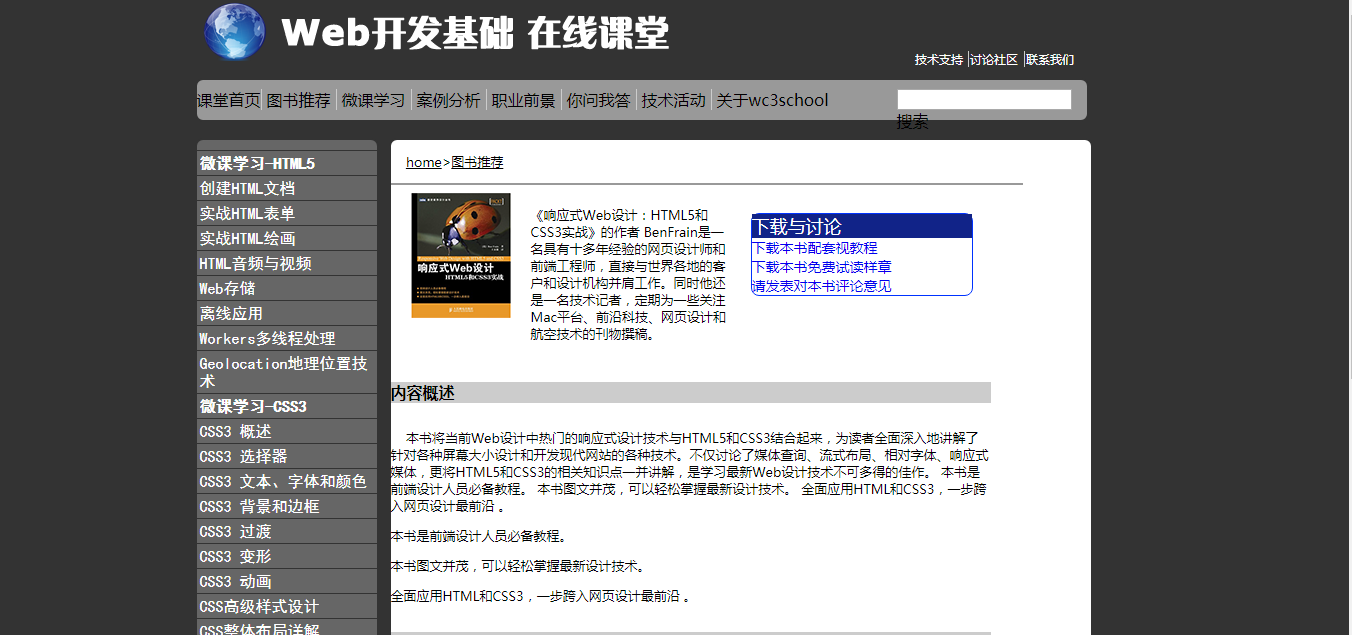 Web开发基础 在线课堂
技术支持 讨论社区 联系我们
课堂首页 图书推荐 微课学习 案例分析 职业前景 你问我答 技术活动 关于wc3school
搜索
微课学习-HTML5
创建HTML文档
实战HTML表单
实战HTML绘画
HTML音频与视频
Web存储
离线应用
Workers多线程处理
Geolocation地理位置技
术
微课学习-CSS3
CSS3 概述
CSS3 选择器
CSS3 文本、字体和颜色
CSS3 背景和边框
CSS3 过渡
CSS3 变形
CSS3 动画
CSS高级样式设计
CSS整体布局详解
home>图书推荐
响应式Web设计
HTML5和CSS3实战
《响应式Web设计：HTML5和
CSS3实战》的作者 BenFrain是一
名具有十多年经验的网页设计师和
前端工程师，直接与世界各地的客
户和设计机构并肩工作。同时他还
是一名技术记者，定期为一些关注
Mac平台、前沿科技、网页设计和
航空技术的刊物撰稿。
下载与讨论
下载本书配套视教程
下载本书免费试读样章
请发表对本书评论意见
内容概述
本书将当前Web设计中热门的响应式设计技术与HTML5和CSS3结合起来，为读者全面深入地讲解了
针对各种屏幕大小设计和开发现代网站的各种技术。不仅讨论了媒体查询、流式布局、相对字体、响应式
媒体，更将HTML5和CSS3的相关知识点一并讲解，是学习最新Web设计技术不可多得的佳作。 本书是
前端设计人员必备教程。 本书图文并茂，可以轻松掌握最新设计技术。 全面应用HTML和CSS3，一步跨
入网页设计最前沿 。
本书是前端设计人员必备教程。
本书图文并茂，可以轻松掌握最新设计技术。
全面应用HTML和CSS3，一步跨入网页设计最前沿 。